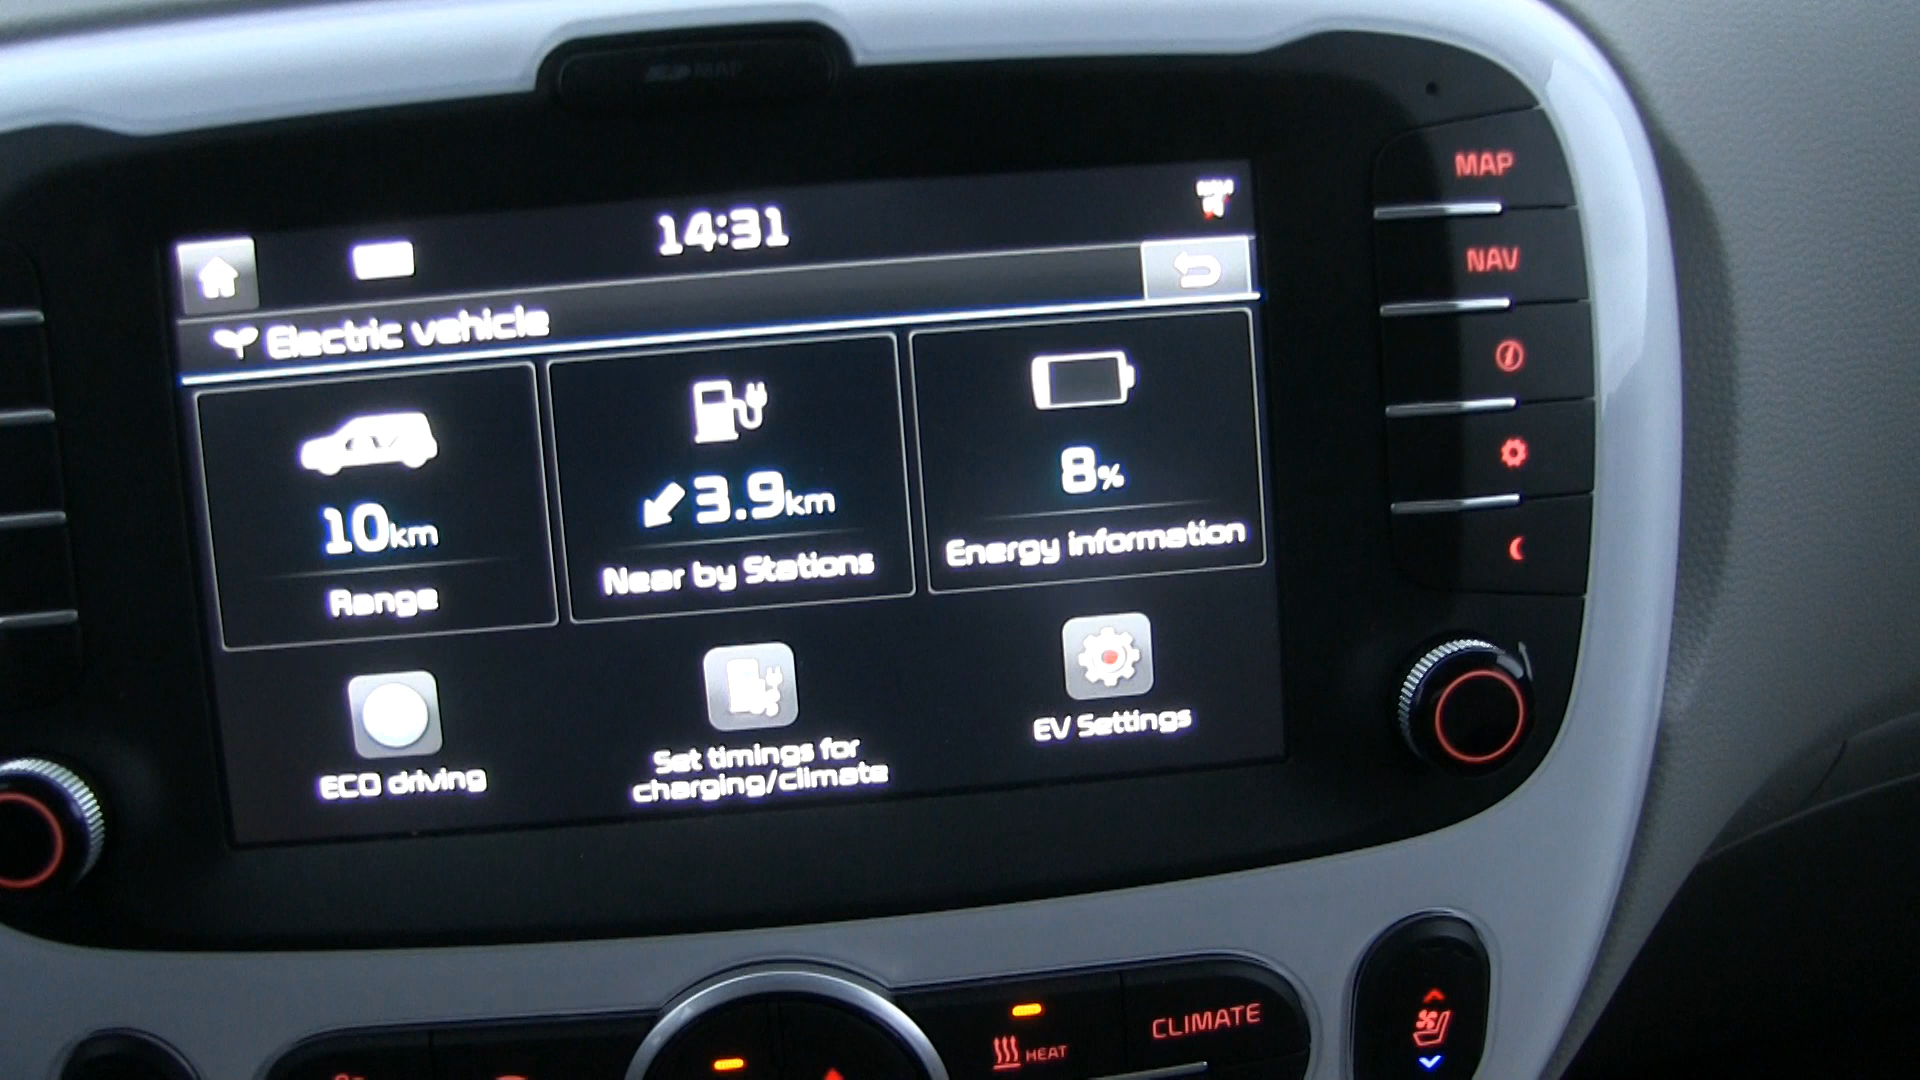 MAP
14:31
Electric vehicle
10km
Range
3.9km
Near by Stations
8%
Energy information
ECO driving
Set timings for
charging/climate
EV Settings
MAP
NAV
HEAT
CLIMATE